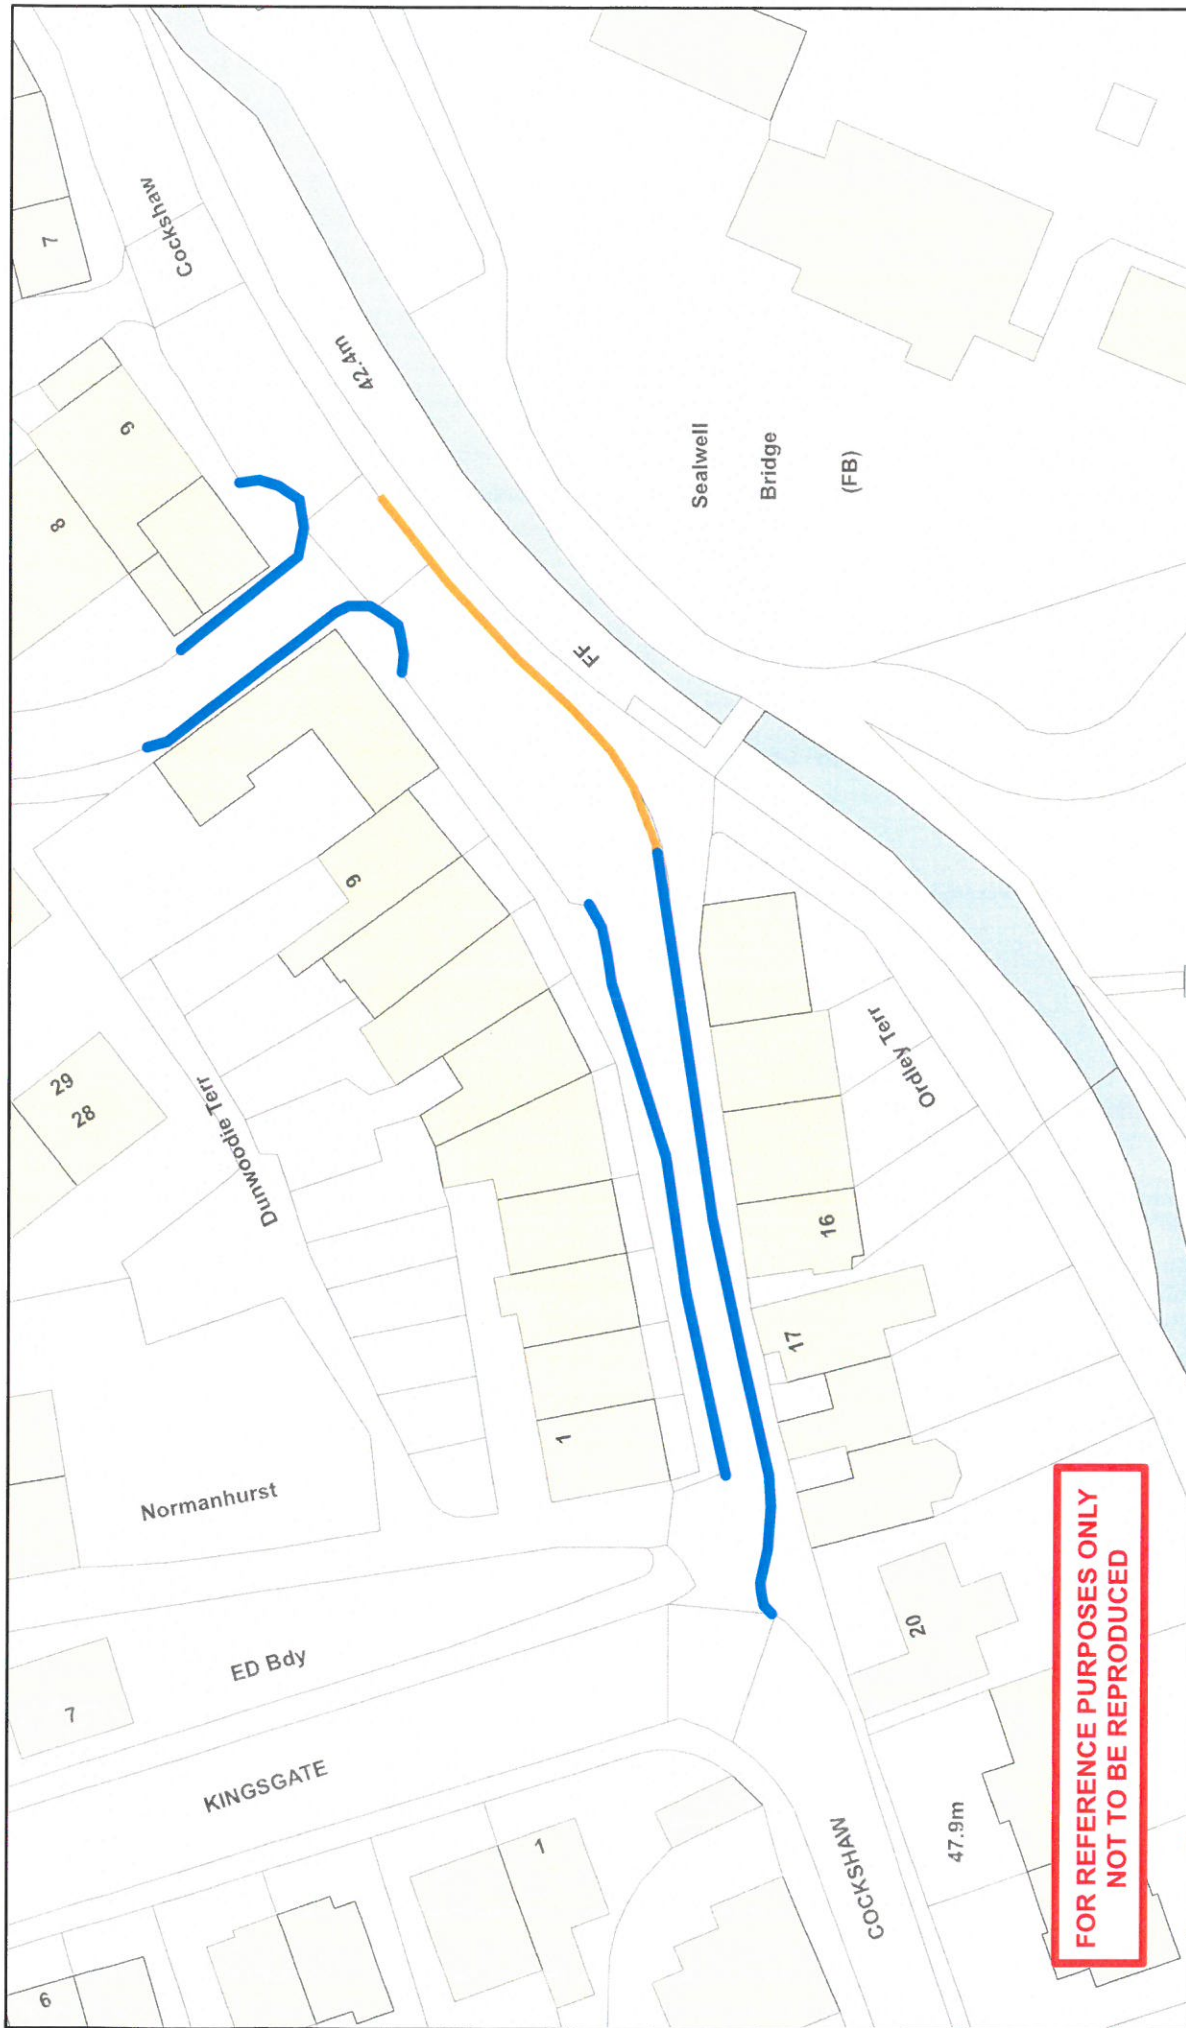 6
7
Normanhurst
29
28
8
7
9
Cockshaw
KINGSGATE
ED Bdy
Dunwoodie Terr
9
42.4m
1
1
FF
COCKSHAW
47.9m
20
17
16
Ordley Terr
Sealwell
Bridge
(FB)
FOR REFERENCE PURPOSES ONLY
NOT TO BE REPRODUCED